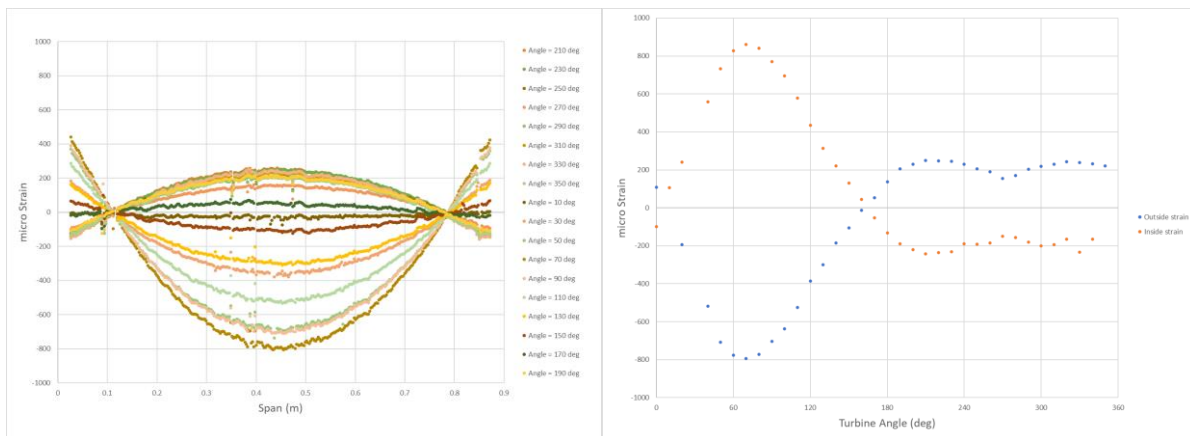 1000
800
600
400
200
0
-200
-400
-600
-800
-1000
micro Strain
0 0.1 0.2 0.3 0.4 0.5 0.6 0.7 0.8 0.9
Span (m)
Angle = 210 deg
Angle = 230 deg
Angle = 250 deg
Angle = 270 deg
Angle = 290 deg
Angle = 310 deg
Angle = 330 deg
Angle = 350 deg
Angle = 10 deg
Angle = 30 deg
Angle = 50 deg
Angle = 70 deg
Angle = 90 deg
Angle = 110 deg
Angle = 130 deg
Angle = 150 deg
Angle = 170 deg
Angle = 190 deg
1000
800
600
400
200
0
-200
-400
-600
-800
-1000
micro Strain
0 60 120 180 240 300 360
Turbine Angle (deg)
Outside strain
Inside strain